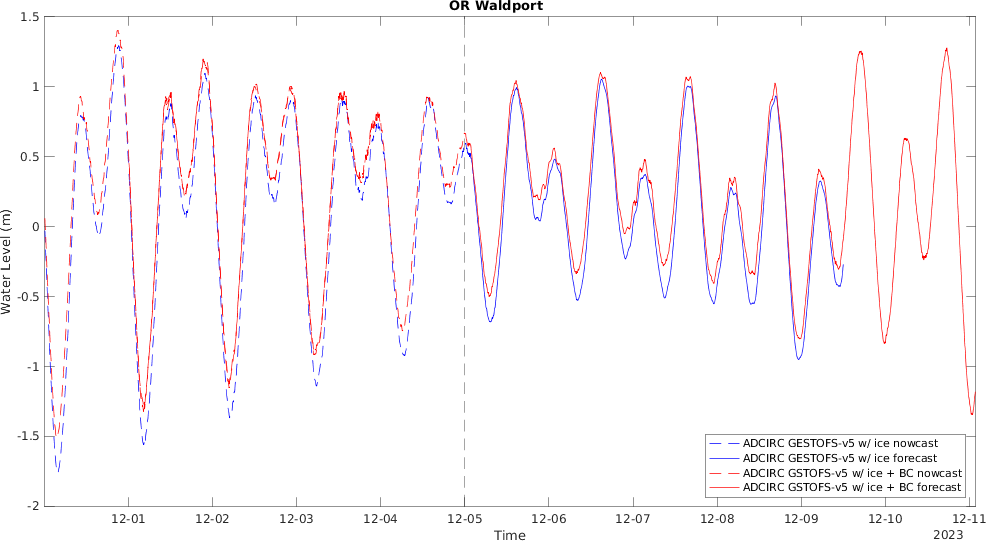 OR Waldport
1.5
1
0.5
0
-0.5
-1
-1.5
-2
Water Level (m)
12-01
12-02
12-03
12-04
12-05
12-06
12-07
12-08
12-09
12-10
12-11
Time
2023
ADCIRC GESTOFS-v5 w/ ice nowcast
ADCIRC GESTOFS-v5 w/ ice forecast
ADCIRC GSTOFS-v5 w/ ice + BC nowcast
ADCIRC GSTOFS-v5 w/ ice + BC forecast